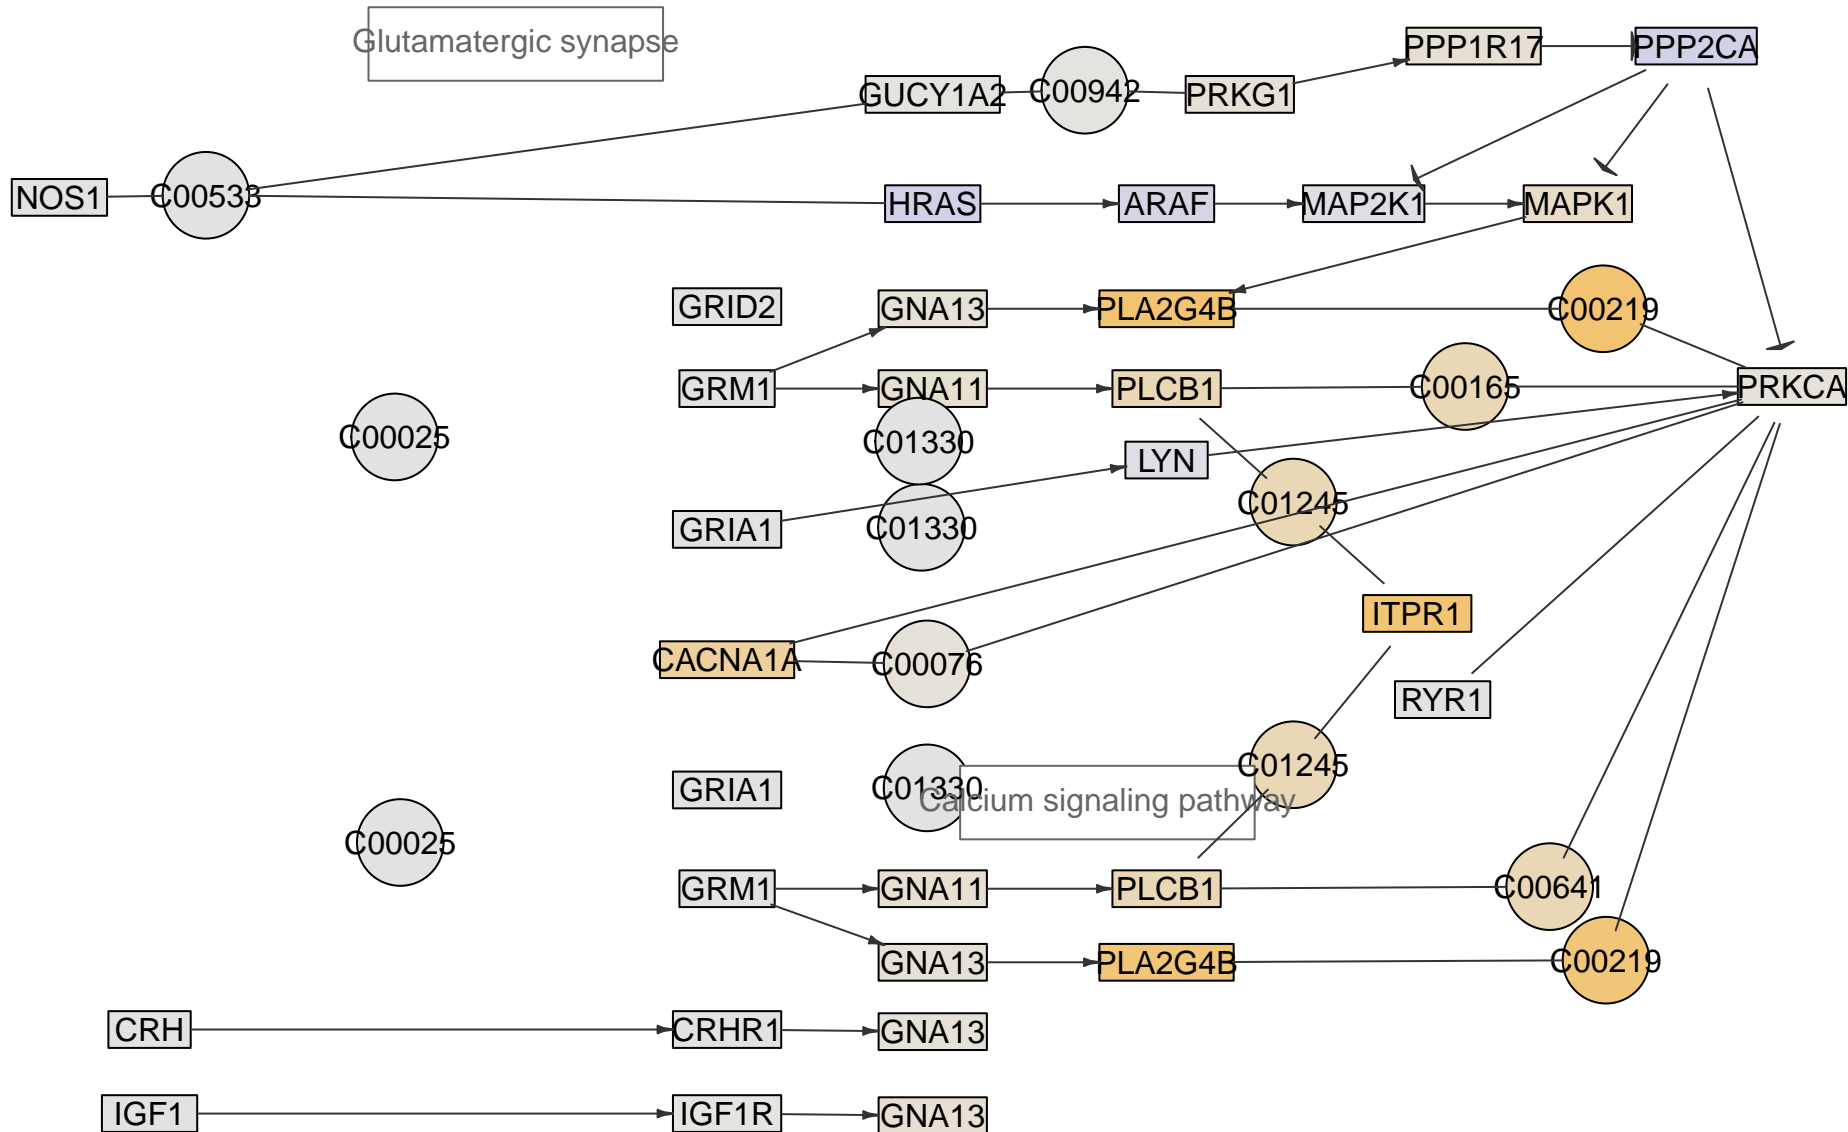 Glutamatergic synapse
PPP1R17
PPP2CA
GUCY1A2
C00942
PRKG1
NOS1
C00533
HRAS
ARAF
MAP2K1
MAPK1
GRID2
GNA13
PLA2G4B
C00219
GRM1
GNA11
PLCB1
C00165
PRKCA
C00025
C01330
LYN
C01245
GRIA1
C01330
ITPR1
CACNA1A
C00076
RYR1
C01245
GRIA1
C01330
Calcium signaling pathway
C00025
GRM1
GNA11
PLCB1
C00641
GNA13
PLA2G4B
C00219
CRH
CRHR1
GNA13
IGF1
IGF1R
GNA13